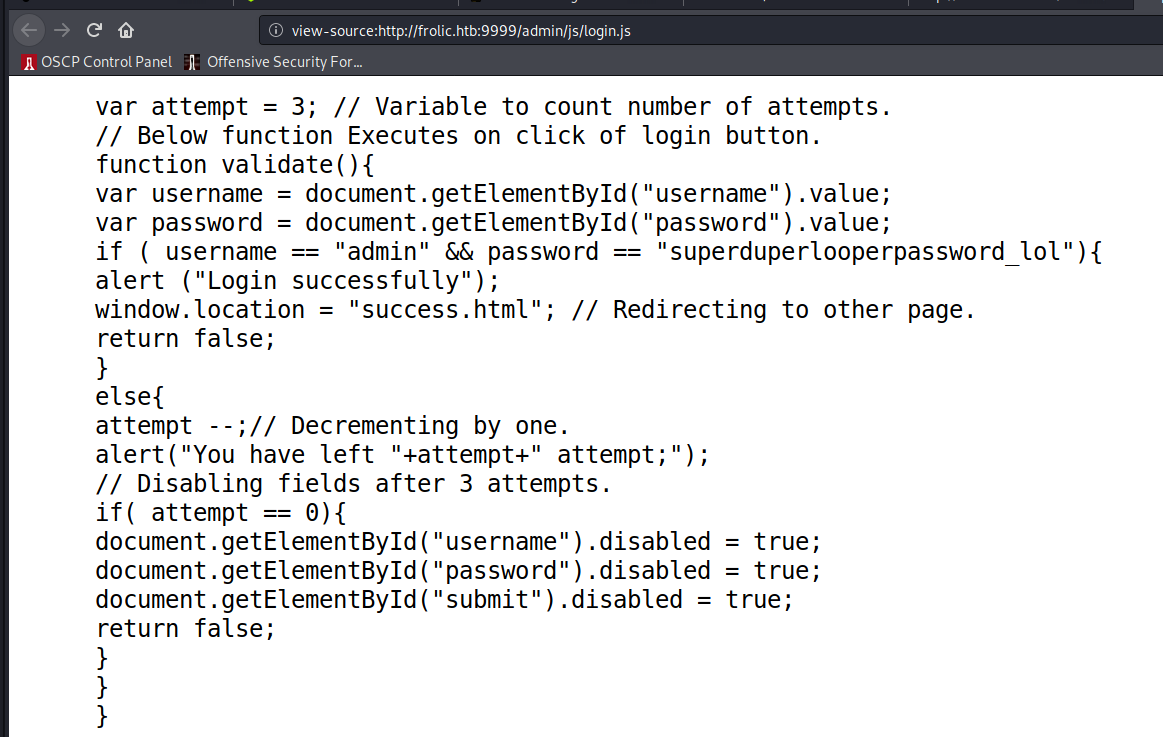 view-source:http://frolic.htb:9999/admin/js/login.js
OSCP Control Panel Offensive Security For...
var attempt = 3; // Variable to count number of attempts.
// Below function Executes on click of login button.
function validate(){
var username = document.getElementById("username").value;
var password = document.getElementById("password").value;
if ( username == "admin" && password == "superduperlooperpassword_lol"){
alert ("Login successfully");
window.location = "success.html"; // Redirecting to other page.
return false;
}
else{
attempt --;// Decrementing by one.
alert("You have left "+attempt+" attempt;");
// Disabling fields after 3 attempts.
if( attempt == 0){
document.getElementById("username").disabled = true;
document.getElementById("password").disabled = true;
document.getElementById("submit").disabled = true;
return false;
}
}
}